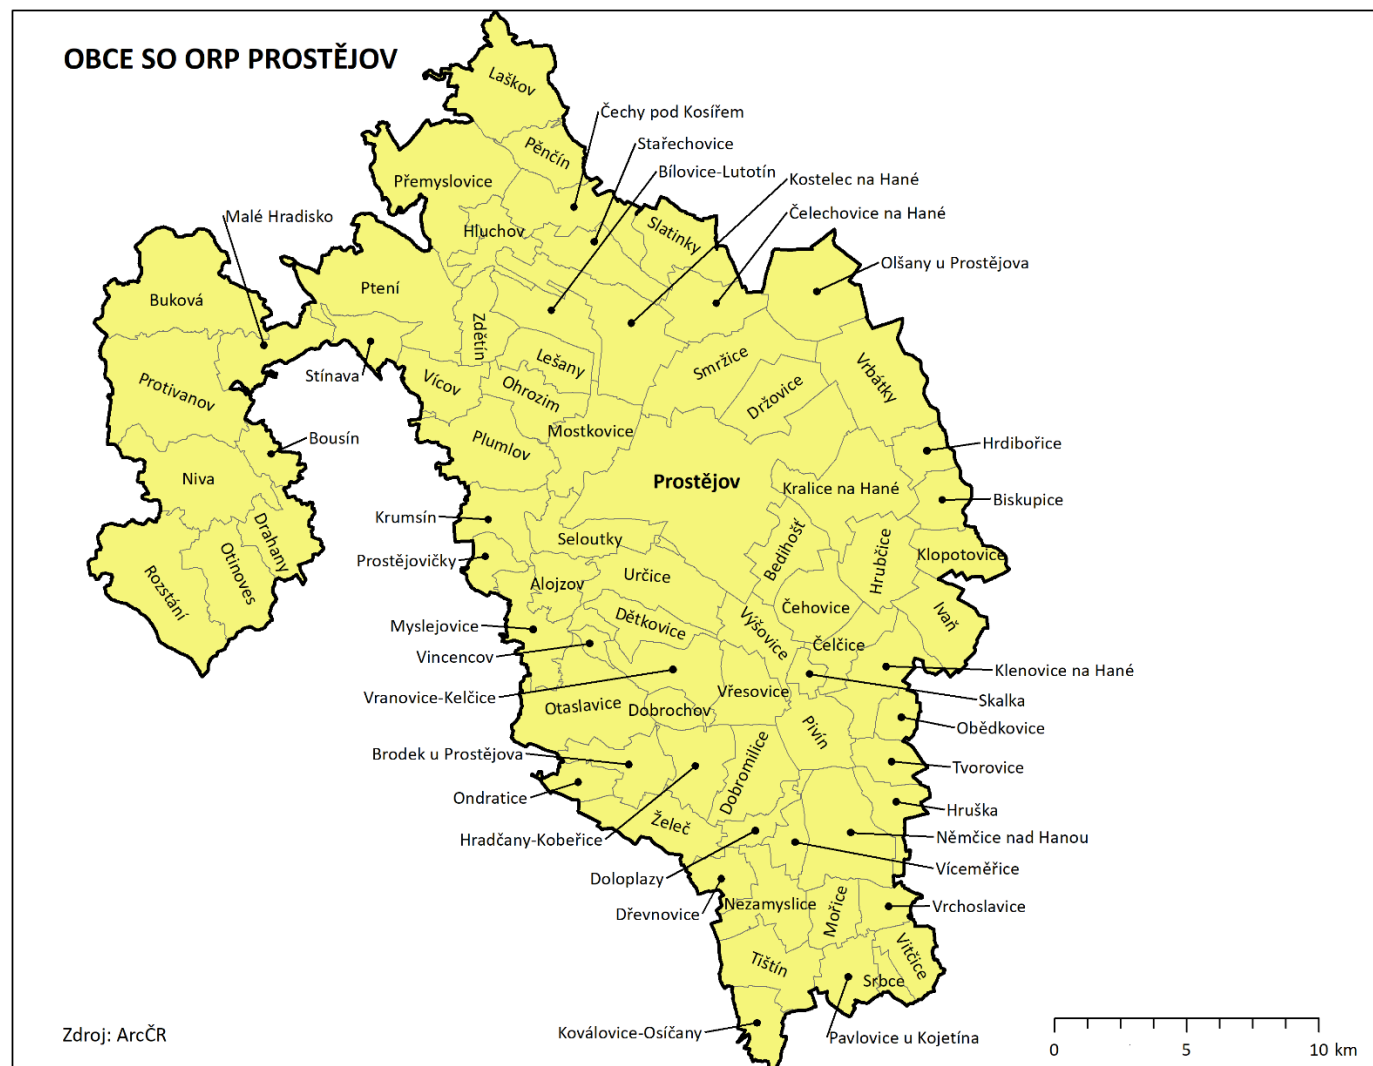 OBCE SO ORP PROSTĚJOV
Laškov
Čechy pod Kosířem
Stařechovice
Pěnčín
Bílovice-Lutotín
Kostelec na Hané
Přemyslovice
Malé Hradisko
Čelechovice na Hané
Hluchov
Slatinky
Olšany u Prostějova
Ptení
Buková
Zdětín
Lešany
Smržice
Vrbátky
Stínava
Vícov
Ohrozim
Držovice
Protivanov
Mostkovice
Bousín
Plumlov
Hrdibořice
Niva
Prostějov
Kralice na Hané
Biskupice
Krumsín
Drahany
Seloutky
Bedihošť
Hrubčice
Klopotovice
Prostějovičky
Otinoves
Rozstání
Alojzov
Určice
Čehovice
Ivaň
Myslejovice
Dětkovice
Výšovice
Čelčice
Vincencov
Klenovice na Hané
Vranovice-Kelčice
Vřesovice
Skalka
Otaslavice
Dobrochov
Pivín
Obědkovice
Brodek u Prostějova
Dobromilice
Tvorovice
Ondratice
Hruška
Želeč
Hradčany-Kobeřice
Němčice nad Hanou
Doloplazy
Víceměřice
Dřevnovice
Nezamyslice
Mořice
Vrchoslavice
Tištín
Vitčice
Srbce
Koválovice-Osíčany
Pavlovice u Kojetína
Zdroj: ArcČR
0 5 10 km